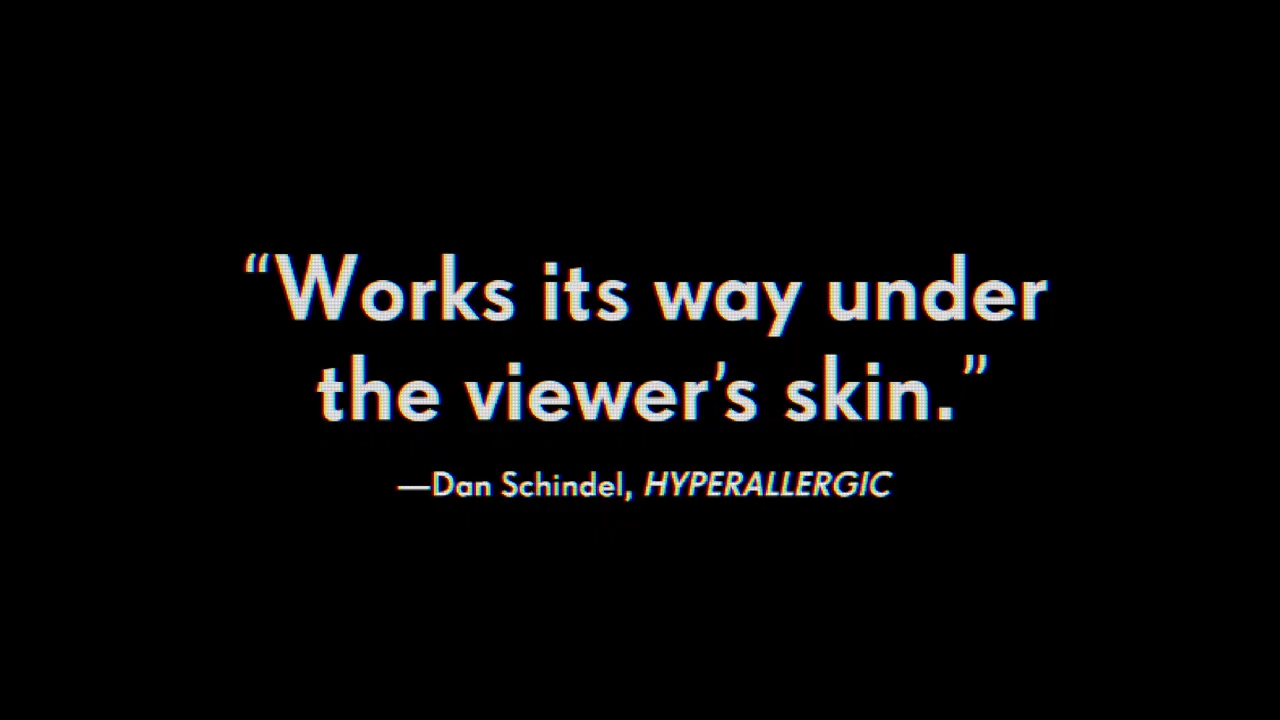 “Works its way under
the viewer’s skin.”
—Dan Schindel, HYPERALLERGIC